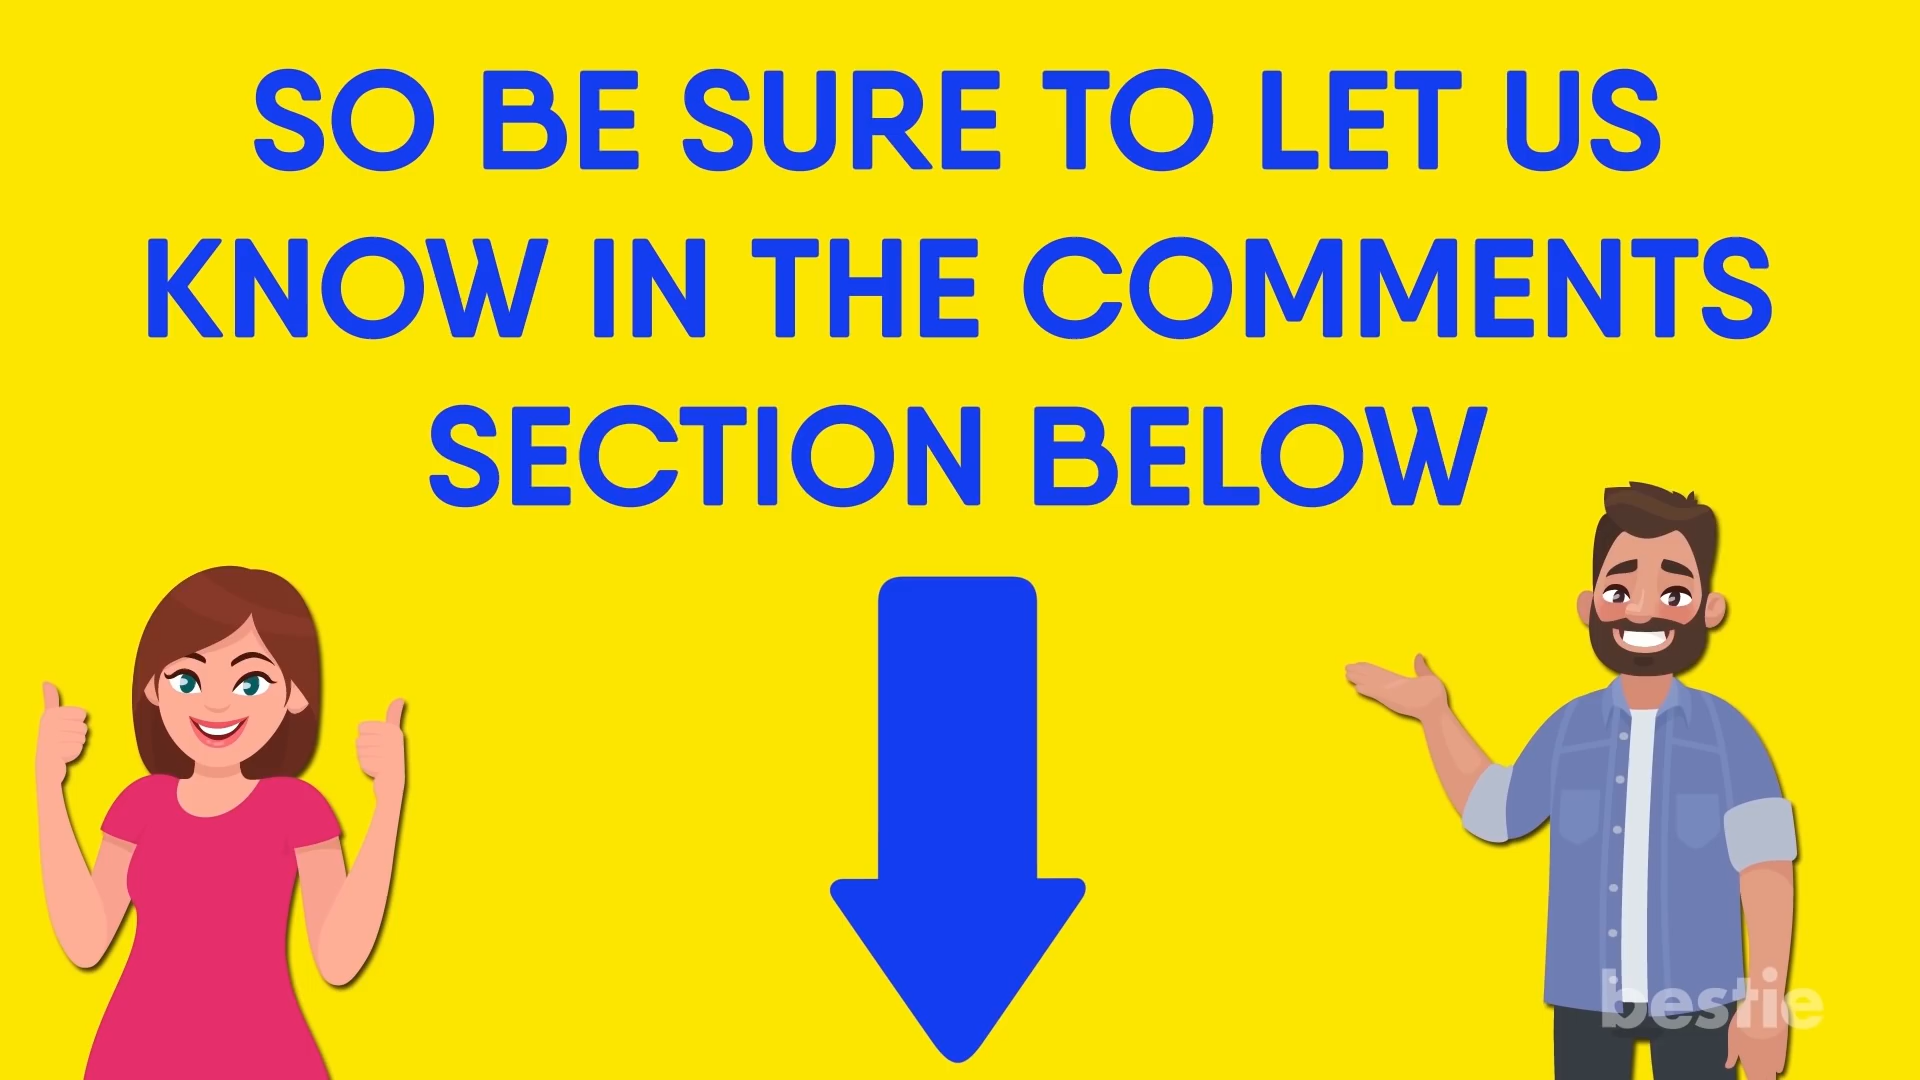 SO BE SURE TO LET US
KNOW IN THE COMMENTS
SECTION BELOW
bestie